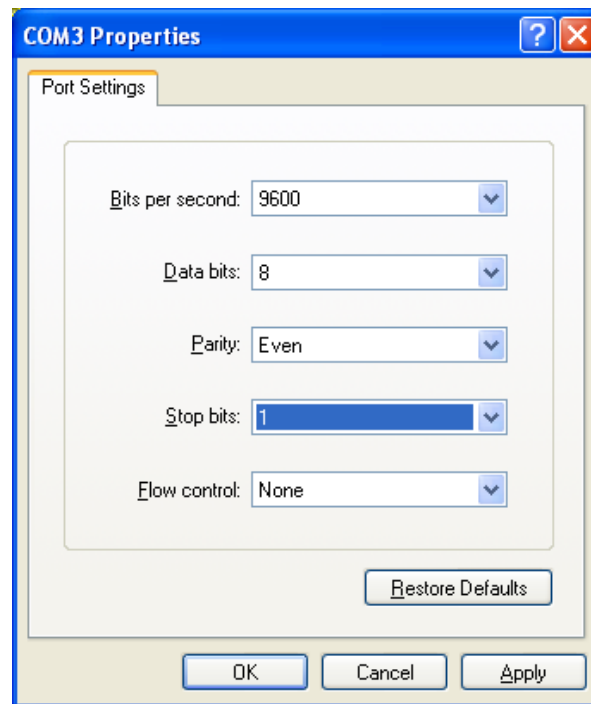 COM3 Properties
Port Settings
Bits per second: 9600
Data bits: 8
Parity: Even
Stop bits: 1
Flow control: None
Restore Defaults
OK Cancel Apply